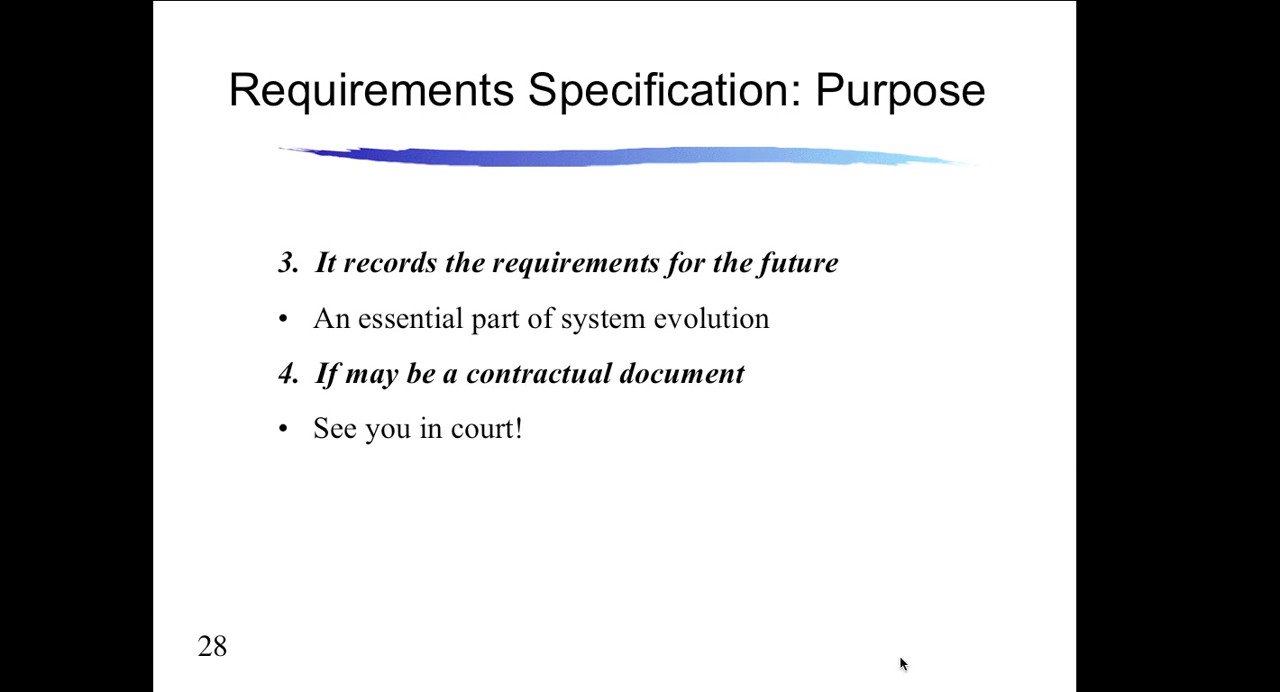 Requirements Specification: Purpose
3. It records the requirements for the future
• An essential part of system evolution
4. If may be a contractual document
• See you in court!
28